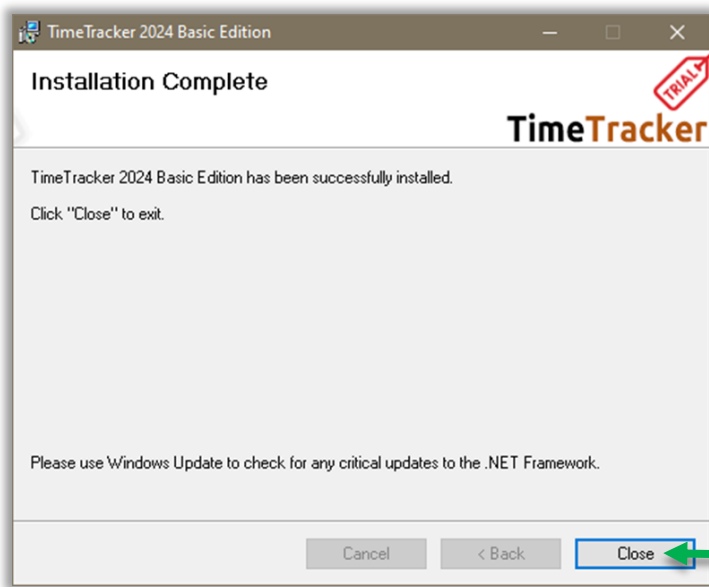 TimeTracker 2024 Basic Edition
Installation Complete
TRIAL
TimeTracker
TimeTracker 2024 Basic Edition has been successfully installed.
Click "Close" to exit.
Please use Windows Update to check for any critical updates to the .NET Framework.
Cancel
< Back
Close